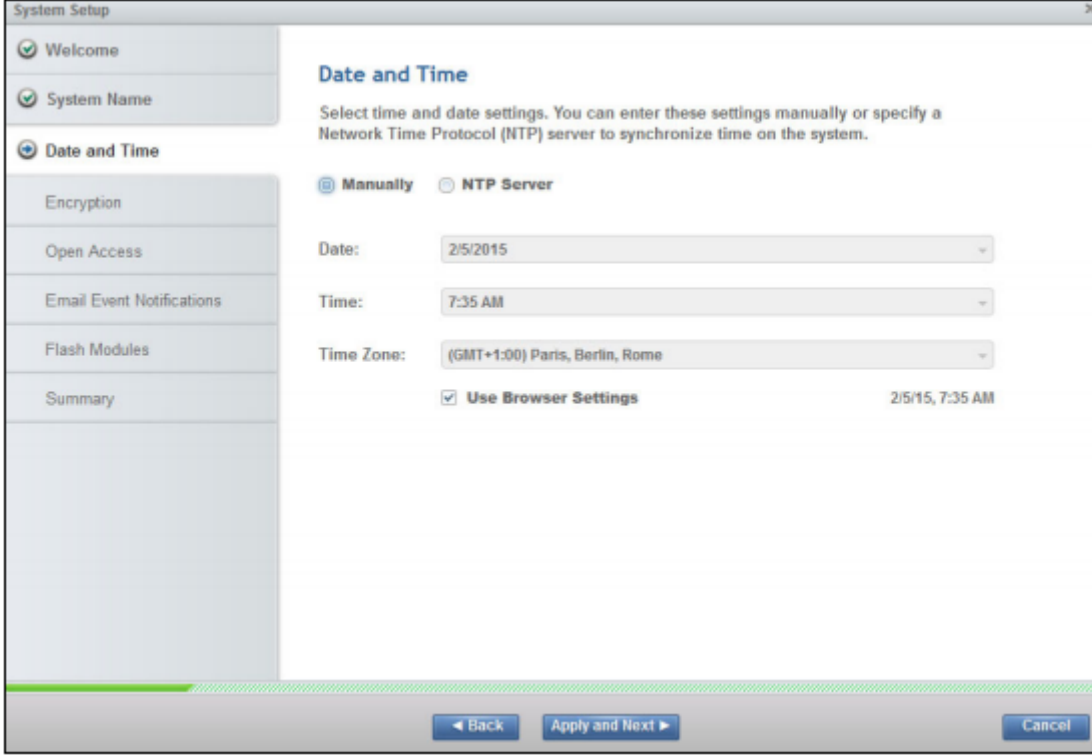 System Setup
Welcome
System Name
Date and Time
Encryption
Open Access
Email Event Notifications
Flash Modules
Summary
Date and Time
Select time and date settings. You can enter these settings manually or specify a
Network Time Protocol (NTP) server to synchronize time on the system.
Manually NTP Server
Date: 2/5/2015
Time: 7:35 AM
Time Zone: (GMT+1:00) Paris, Berlin, Rome
Use Browser Settings 2/5/15, 7:35 AM
Back Apply and Next Cancel